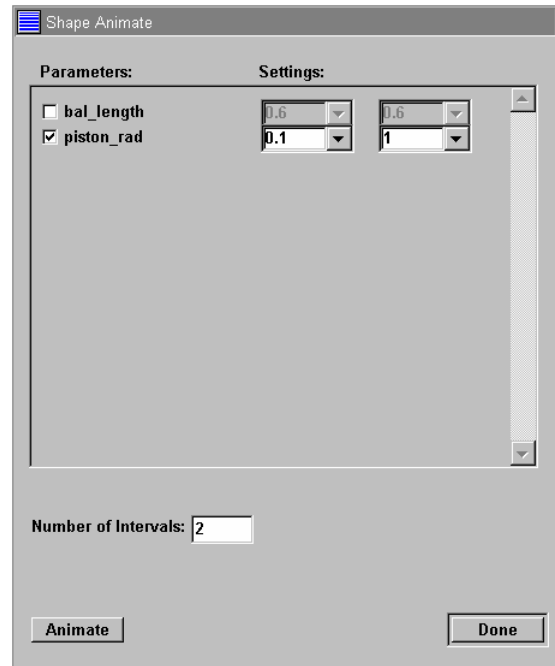 Shape Animate
Parameters: Settings:
bal_length 0.6 0.6
piston_rad 0.1 1
Number of Intervals: 2
Animate Done